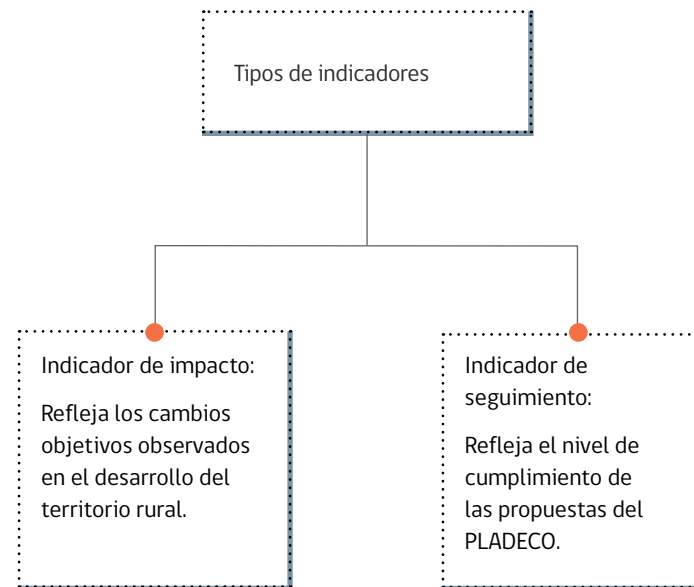 Tipos de indicadores
Indicador de impacto:
Refleja los cambios
objetivos observados
en el desarrollo del
territorio rural.
Indicador de
seguimiento:
Refleja el nivel de
cumplimiento de
las propuestas del
PLADECO.